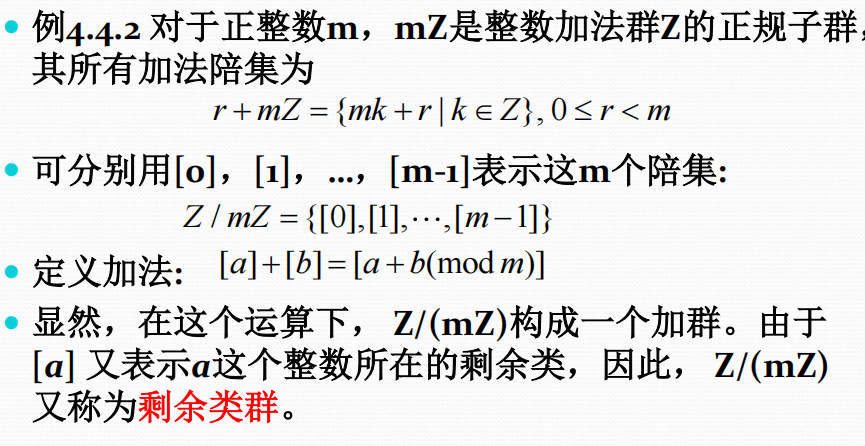 • 例4.4.2 对于正整数m，mZ是整数加法群Z的正规子群，
其所有加法陪集为
r + mZ = {mk + r | k ∈ Z}, 0 ≤ r < m
• 可分别用[0]，[1]，…，[m-1]表示这m个陪集:
Z / mZ = {[0],[1],⋯,[m−1]}
• 定义加法: [a]+[b]=[a+b(mod m)]
• 显然，在这个运算下， Z/(mZ)构成一个加群。由于
[a] 又表示a这个整数所在的剩余类，因此， Z/(mZ)
又称为剩余类群。